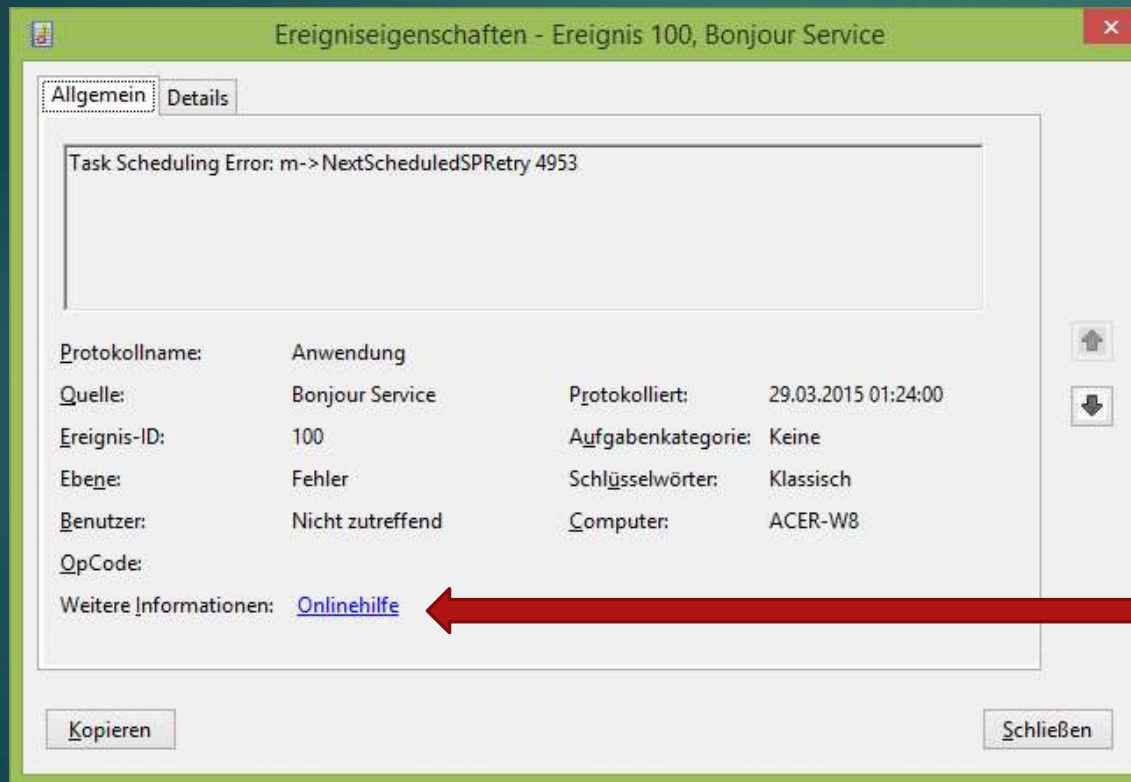 Ereigniseigenschaften - Ereignis 100, Bonjour Service
Allgemein Details
Task Scheduling Error: m->NextScheduledSPRetry 4953
Protokollname: Anwendung
Quelle: Bonjour Service Protokolliert: 29.03.2015 01:24:00
Ereignis-ID: 100 Aufgabenkategorie: Keine
Ebene: Fehler Schlüsselwörter: Klassisch
Benutzer: Nicht zutreffend Computer: ACER-W8
OpCode:
Weitere Informationen: Onlinehilfe
Kopieren Schließen